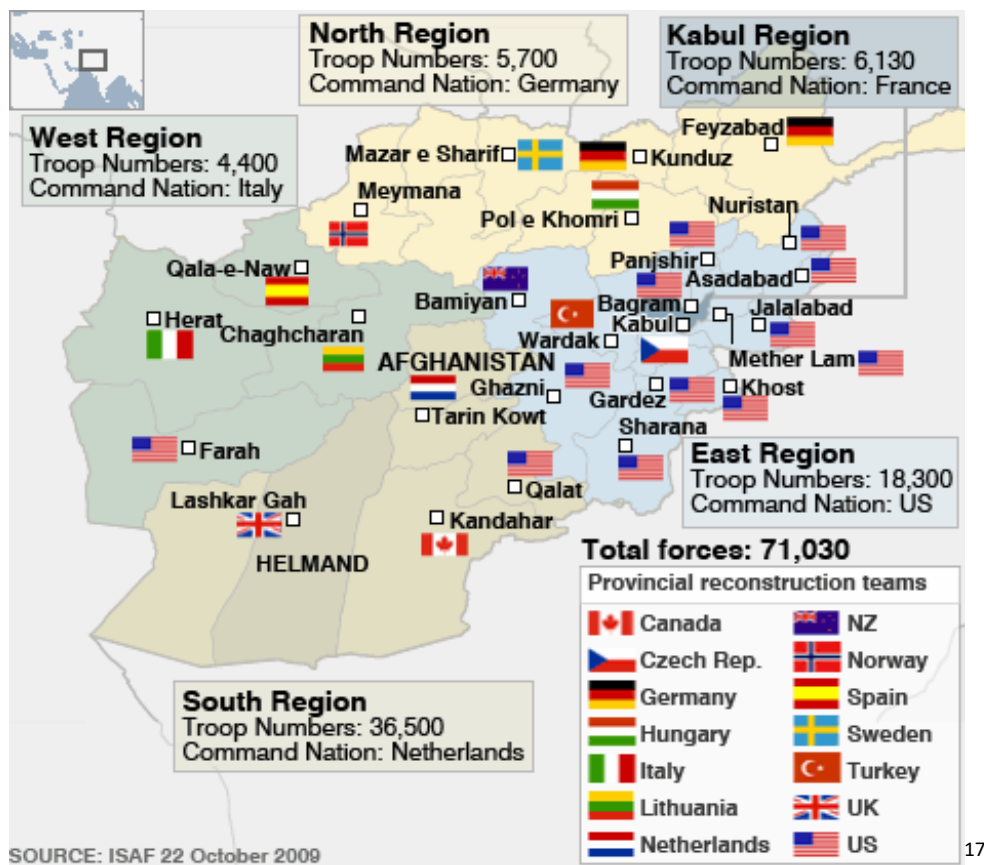 North Region
Troop Numbers: 5,700
Command Nation: Germany
Kabul Region
Troop Numbers: 6,130
Command Nation: France
West Region
Troop Numbers: 4,400
Command Nation: Italy
Feyzabad
Mazar e Sharif
Kunduz
Meymana
Nuristan
Pol e Khomri
Panjshir
Qala-e-Naw
Asadabad
Bamiyan
Bagram
Jalalabad
Herat
Chaghcharan
Kabul
Wardak
Mether Lam
AFGHANISTAN
Ghazni
Gardez
Khost
Tarin Kowt
Sharana
Farah
East Region
Troop Numbers: 18,300
Command Nation: US
Qalat
Lashkar Gah
Kandahar
HELMAND
Total forces: 71,030
Provincial reconstruction teams
Canada
NZ
Czech Rep.
Norway
Germany
Spain
Hungary
Sweden
Italy
Turkey
Lithuania
UK
Netherlands
US
South Region
Troop Numbers: 36,500
Command Nation: Netherlands
SOURCE: ISAF 22 October 2009
17